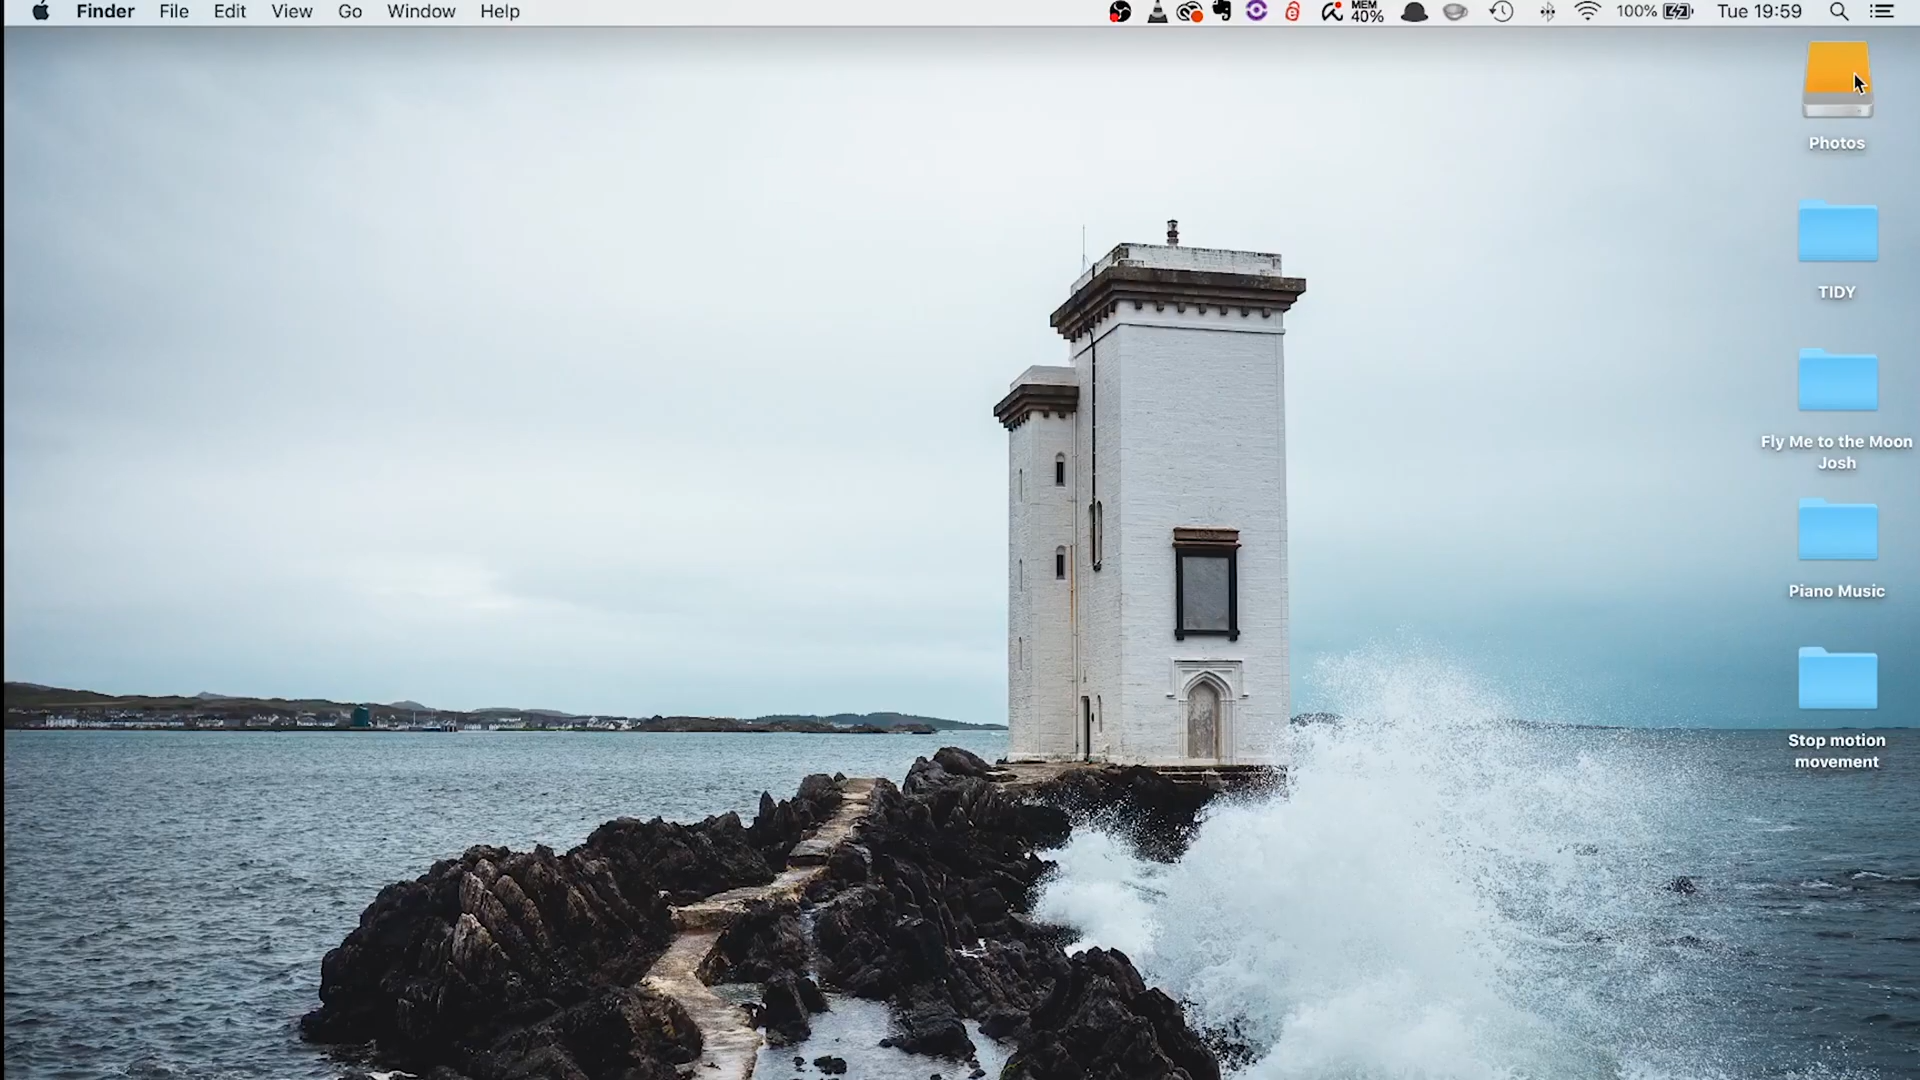 Finder File Edit View Go Window Help MEM 40% 100% Tue 19:59
Photos
TIDY
Fly Me to the Moon
Josh
Piano Music
Stop motion
movement